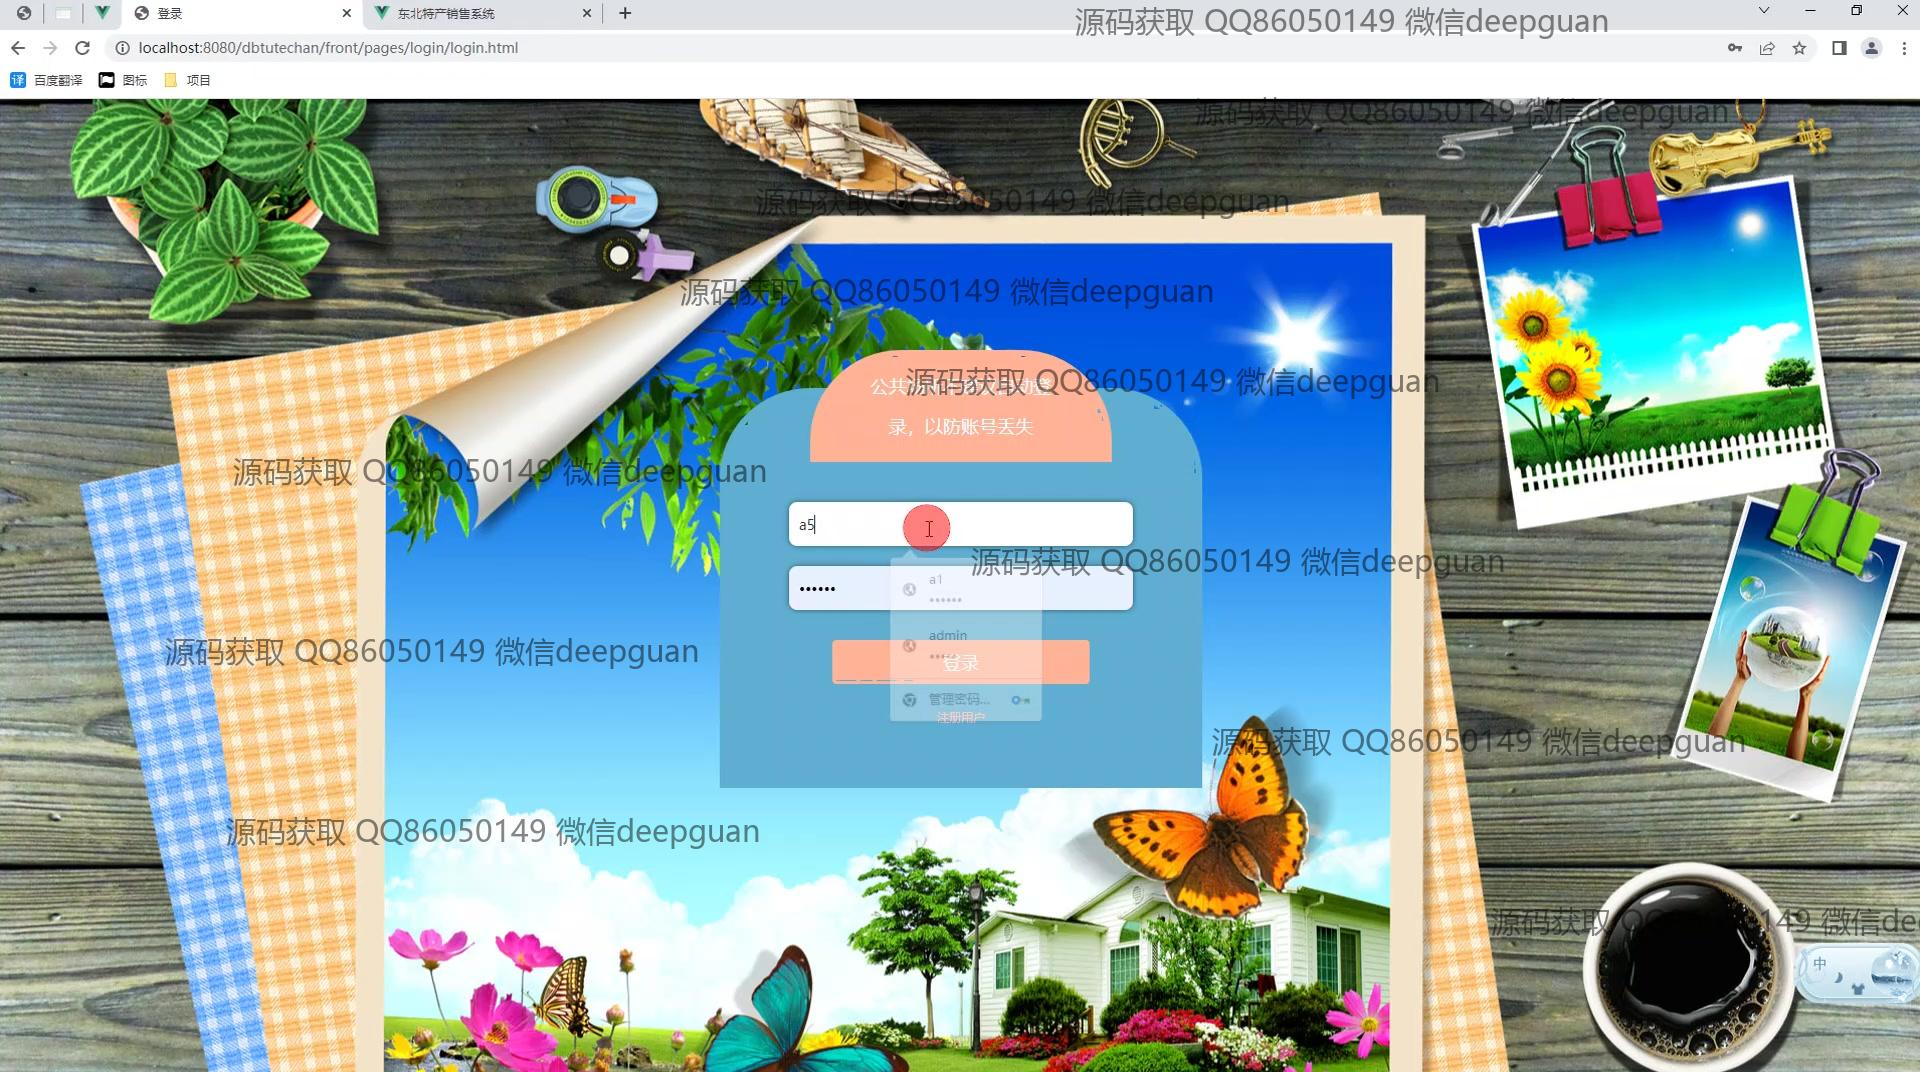 登录
东北特产销售系统
源码获取 QQ86050149 微信deepguan
localhost:8080/dbtutechan/front/pages/login/login.html
译 百度翻译
图标
项目
源码获取 QQ86050149 微信deepguan
源码获取 QQ86050149 微信deepguan
源码获取 QQ86050149 微信deepguan
源码获取 QQ86050149 微信deepguan
公共
录，以防账号丢失
源码获取 QQ86050149 微信deepguan
a5
源码获取 QQ86050149 微信deepguan
a1
••••••
••••••
admin
登录
源码获取 QQ86050149 微信deepguan
管理密码...
注册用户
源码获取 QQ86050149 微信deepguan
源码获取 QQ86050149 微信deepguan
源码获取 QQ86050149 微信dee
中